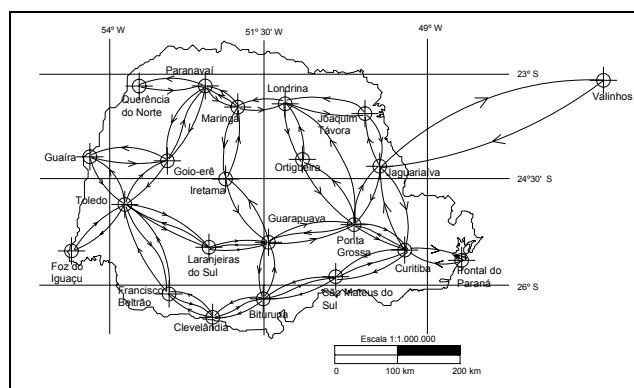 54º W
51º 30' W
49º W
23º S
Paranavaí
Londrina
Querência
do Norte
Maringá
Joaquim
Távora
Valinhos
Guaíra
Goio-erê
Ortigueira
Jaguariaíva
Iretama
24º 30' S
Toledo
Guarapuava
Ponta
Grossa
Foz do
Iguaçu
Laranjeiras
do Sul
Curitiba
Pontal do
Paraná
Francisco
Beltrão
São Mateus do
Sul
26º S
Bituruna
Clevelândia
Escala 1:1.000.000
0
100 km
200 km